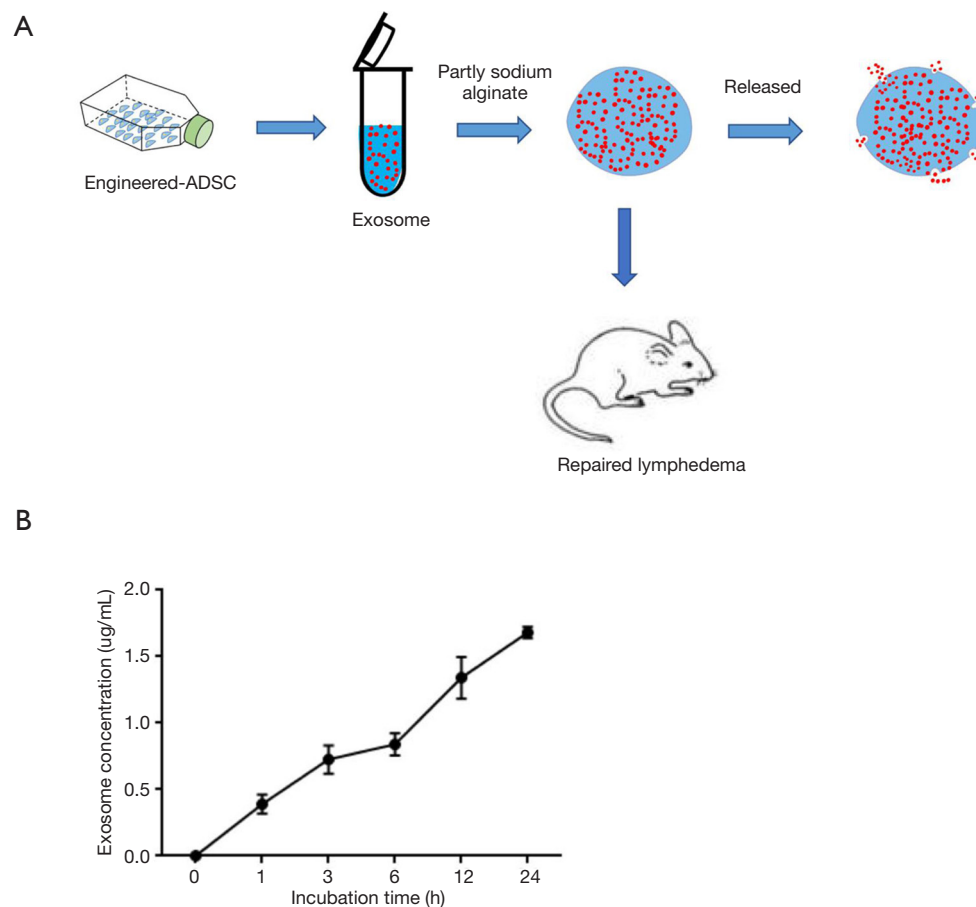 A
Engineered-ADSC
Exosome
Partly sodium
alginate
Released
Repaired lymphedema
B
Exosome concentration (ug/mL)
2.0
1.5
1.0
0.5
0.0
0 1 3 6 12 24
Incubation time (h)